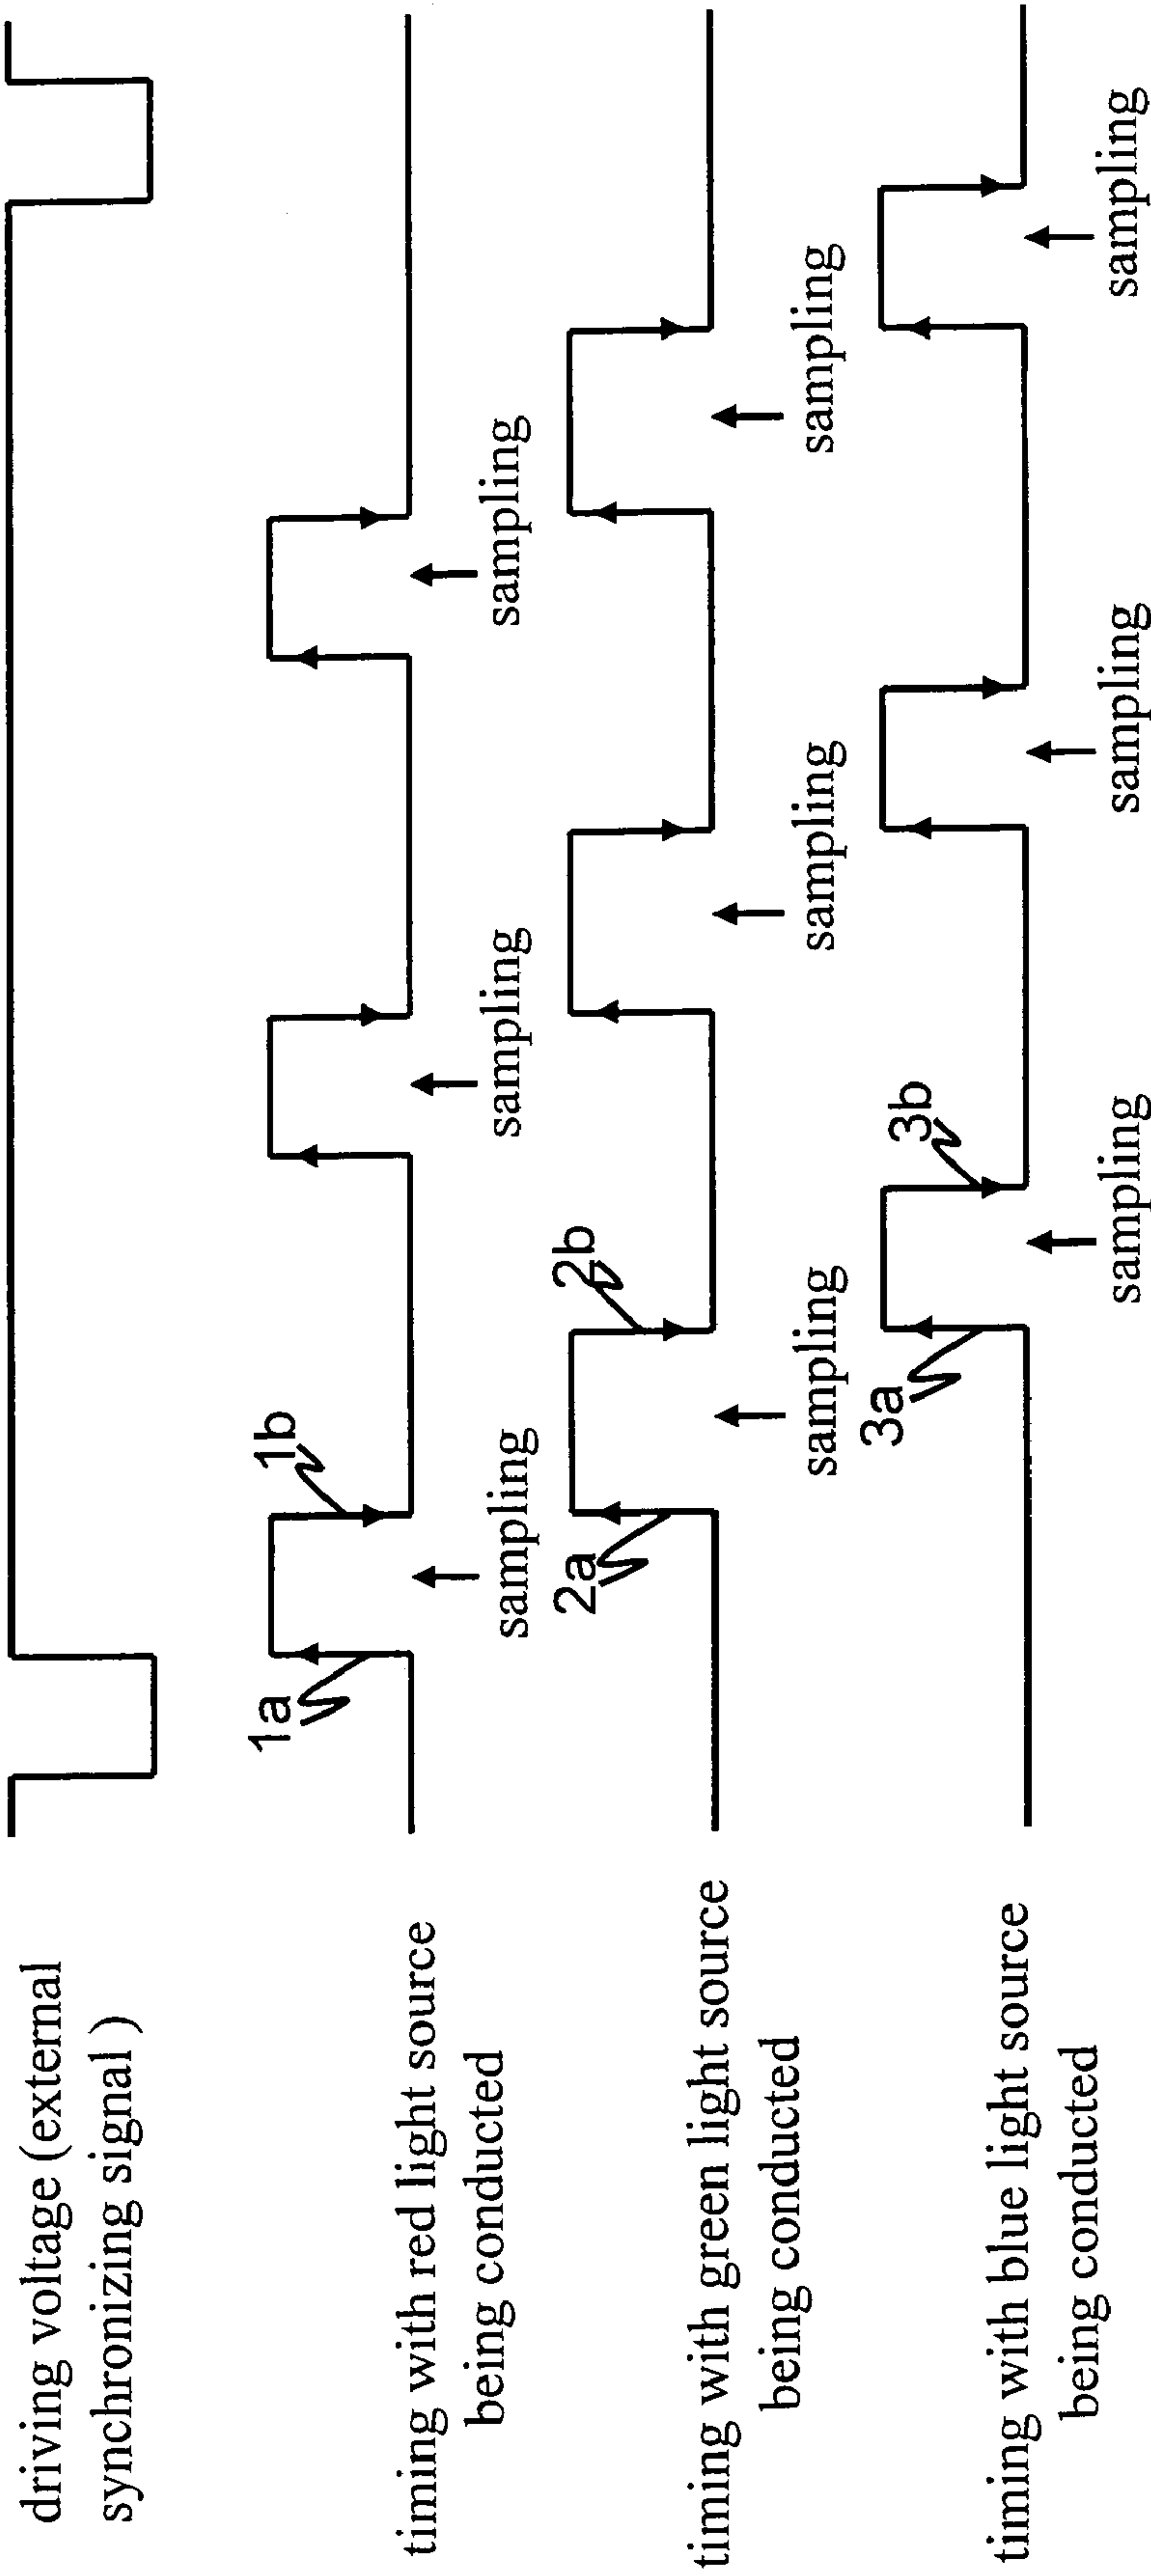 driving voltage (external
synchronizing signal )
timing with red light source
being conducted
1a
1b
sampling
sampling
sampling
timing with green light source
being conducted
2a
2b
sampling
sampling
sampling
timing with blue light source
being conducted
3a
3b
sampling
sampling
sampling